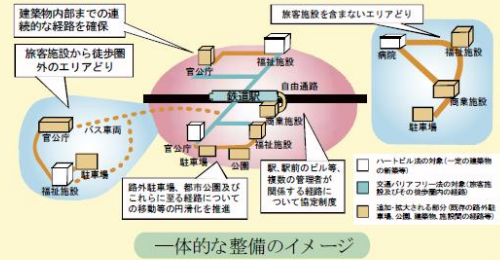 建築物内部までの連
続的な経路を確保
旅客施設から徒歩圏
外のエリアどり
旅客施設を含まないエリアどり
福祉施設
官公庁
自由通路
鉄道駅
商業施設
官公庁
福祉施設
駐車場
公園
病院
福祉施設
商業施設
駐車場
官公庁
バス車両
駐車場
福祉施設
路外駐車場、都市公園及び
これらに至る経路について
の移動等の円滑化を推進
駅、駅前のビル等、
複数の管理者が
関係する経路に
ついて協定制度
ハートビル法の対象(一定の建築物
の新築等)
交通バリアフリー法の対象(旅客施
設及びその徒歩圏内の経路)
追加・拡大される部分(既存の路外駐
車場、公園、建築物、施設間の経路等)
一体的な整備のイメージ